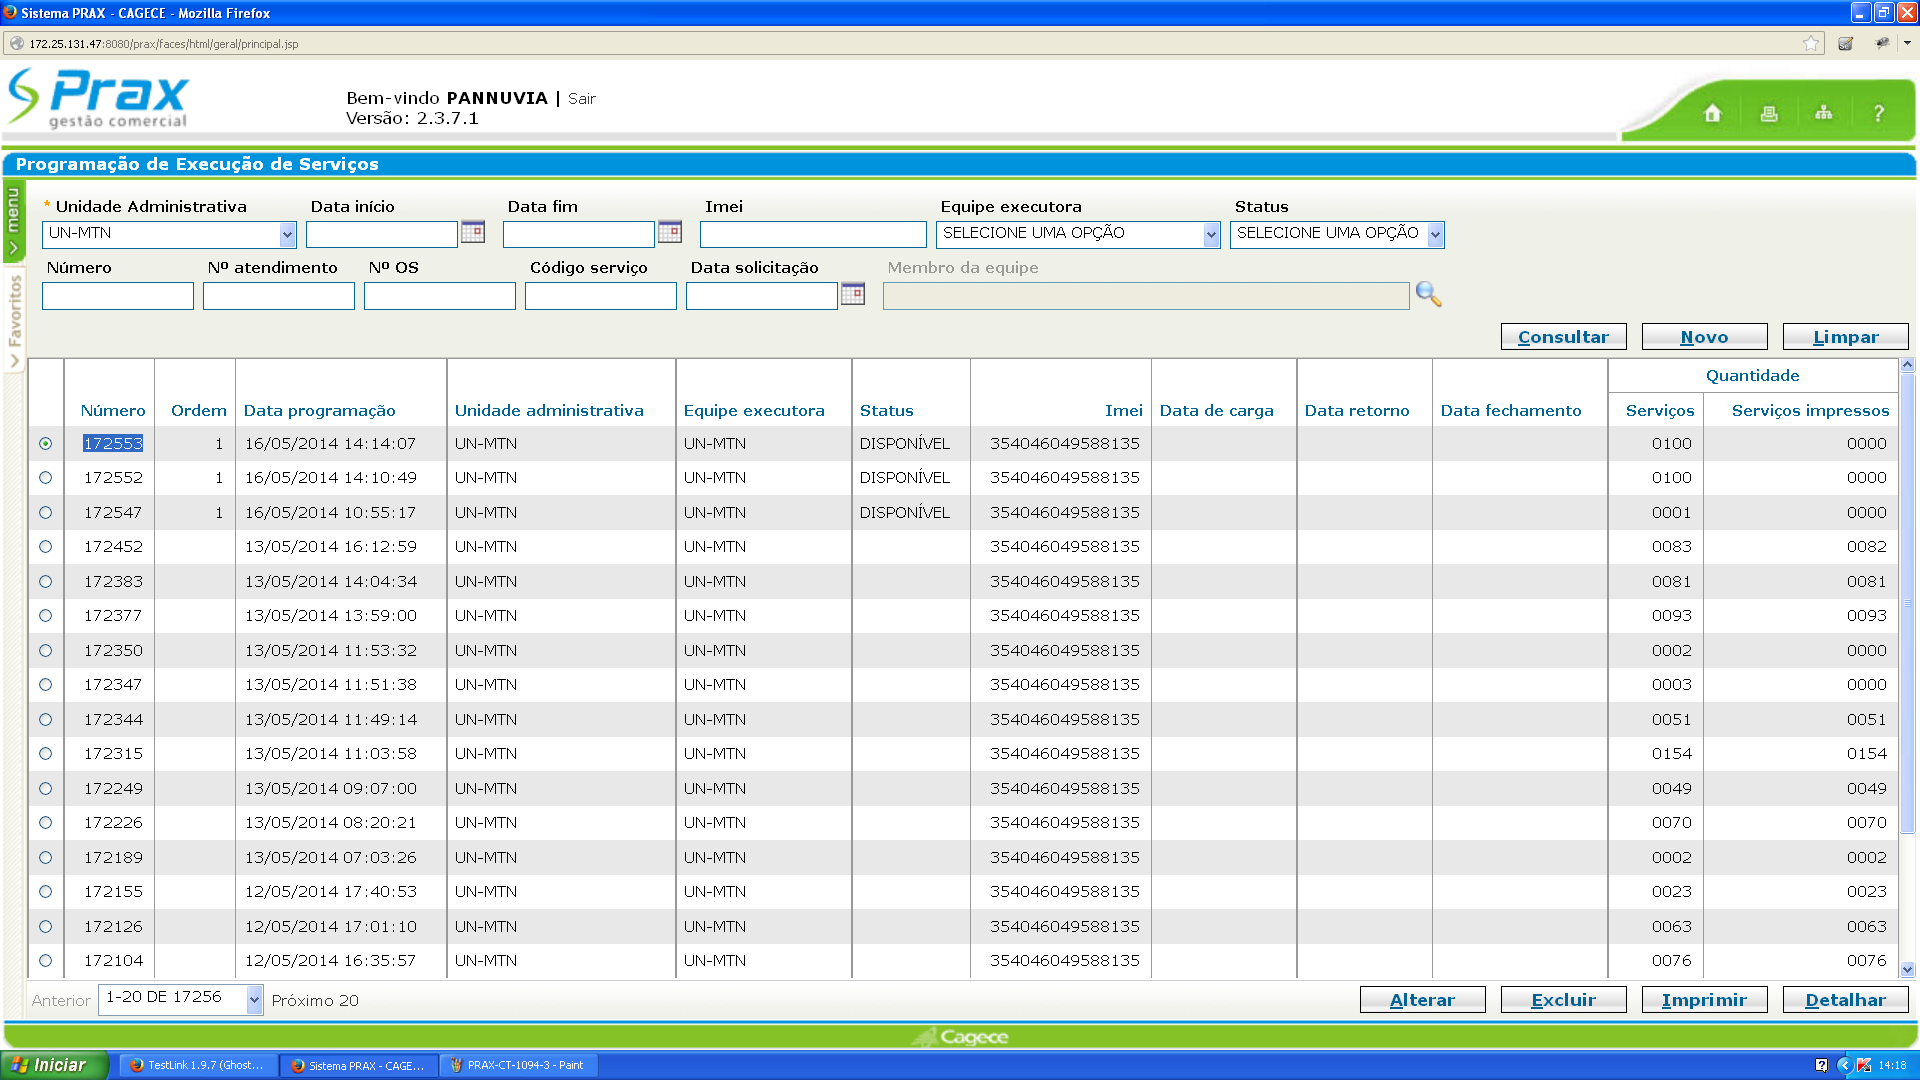 Sistema PRAX - CAGECE - Mozilla Firefox
172.25.131.47:8080/prax/faces/html/geral/principal.jsp
Prax
gestão comercial
Bem-vindo PANNUVIA | Sair
Versão: 2.3.7.1
?
Programação de Execução de Serviços
menu
Favoritos
* Unidade Administrativa Data início Data fim Imei Equipe executora Status
UN-MTN SELECIONE UMA OPÇÃO SELECIONE UMA OPÇÃO
Número Nº atendimento Nº OS Código serviço Data solicitação Membro da equipe
Consultar Novo Limpar
Quantidade
Número Ordem Data programação Unidade administrativa Equipe executora Status Imei Data de carga Data retorno Data fechamento Serviços Serviços impressos
172553 1 16/05/2014 14:14:07 UN-MTN UN-MTN DISPONÍVEL 354046049588135 0100 0000
172552 1 16/05/2014 14:10:49 UN-MTN UN-MTN DISPONÍVEL 354046049588135 0100 0000
172547 1 16/05/2014 10:55:17 UN-MTN UN-MTN DISPONÍVEL 354046049588135 0001 0000
172452 13/05/2014 16:12:59 UN-MTN UN-MTN 354046049588135 0083 0082
172383 13/05/2014 14:04:34 UN-MTN UN-MTN 354046049588135 0081 0081
172377 13/05/2014 13:59:00 UN-MTN UN-MTN 354046049588135 0093 0093
172350 13/05/2014 11:53:32 UN-MTN UN-MTN 354046049588135 0002 0000
172347 13/05/2014 11:51:38 UN-MTN UN-MTN 354046049588135 0003 0000
172344 13/05/2014 11:49:14 UN-MTN UN-MTN 354046049588135 0051 0051
172315 13/05/2014 11:03:58 UN-MTN UN-MTN 354046049588135 0154 0154
172249 13/05/2014 09:07:00 UN-MTN UN-MTN 354046049588135 0049 0049
172226 13/05/2014 08:20:21 UN-MTN UN-MTN 354046049588135 0070 0070
172189 13/05/2014 07:03:26 UN-MTN UN-MTN 354046049588135 0002 0002
172155 12/05/2014 17:40:53 UN-MTN UN-MTN 354046049588135 0023 0023
172126 12/05/2014 17:01:10 UN-MTN UN-MTN 354046049588135 0063 0063
172104 12/05/2014 16:35:57 UN-MTN UN-MTN 354046049588135 0076 0076
Anterior 1-20 DE 17256 Próximo 20 Alterar Excluir Imprimir Detalhar
Cagece
Iniciar TestLink 1.9.7 (Ghost... Sistema PRAX - CAGE... PRAX-CT-1094-3 - Paint ? 14:18